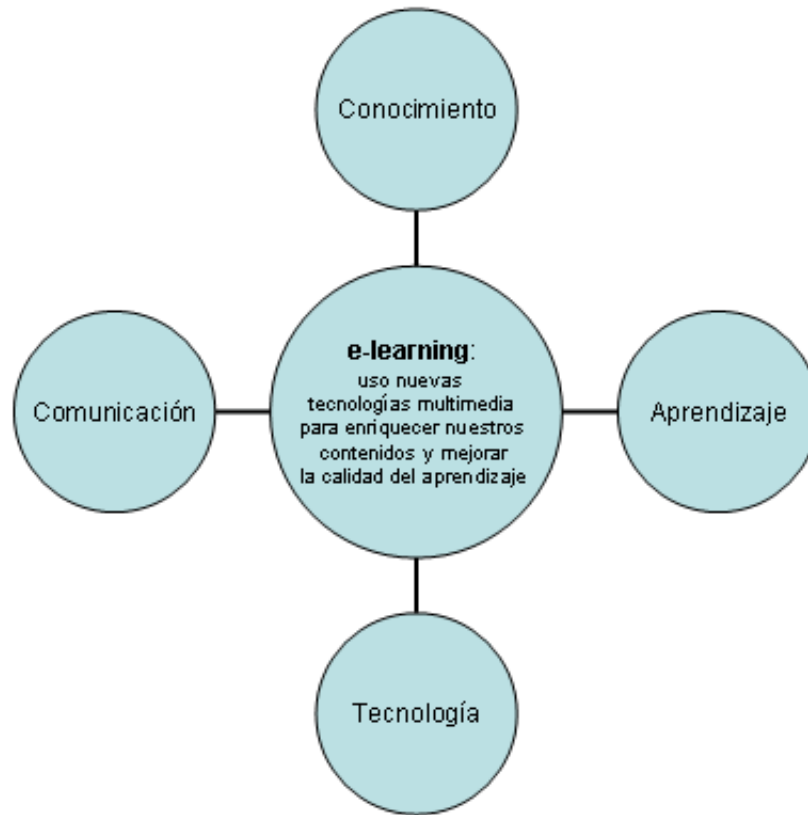 Conocimiento
Comunicación
e-learning:
uso nuevas
tecnologías multimedia
para enriquecer nuestros
contenidos y mejorar
la calidad del aprendizaje
Aprendizaje
Tecnología